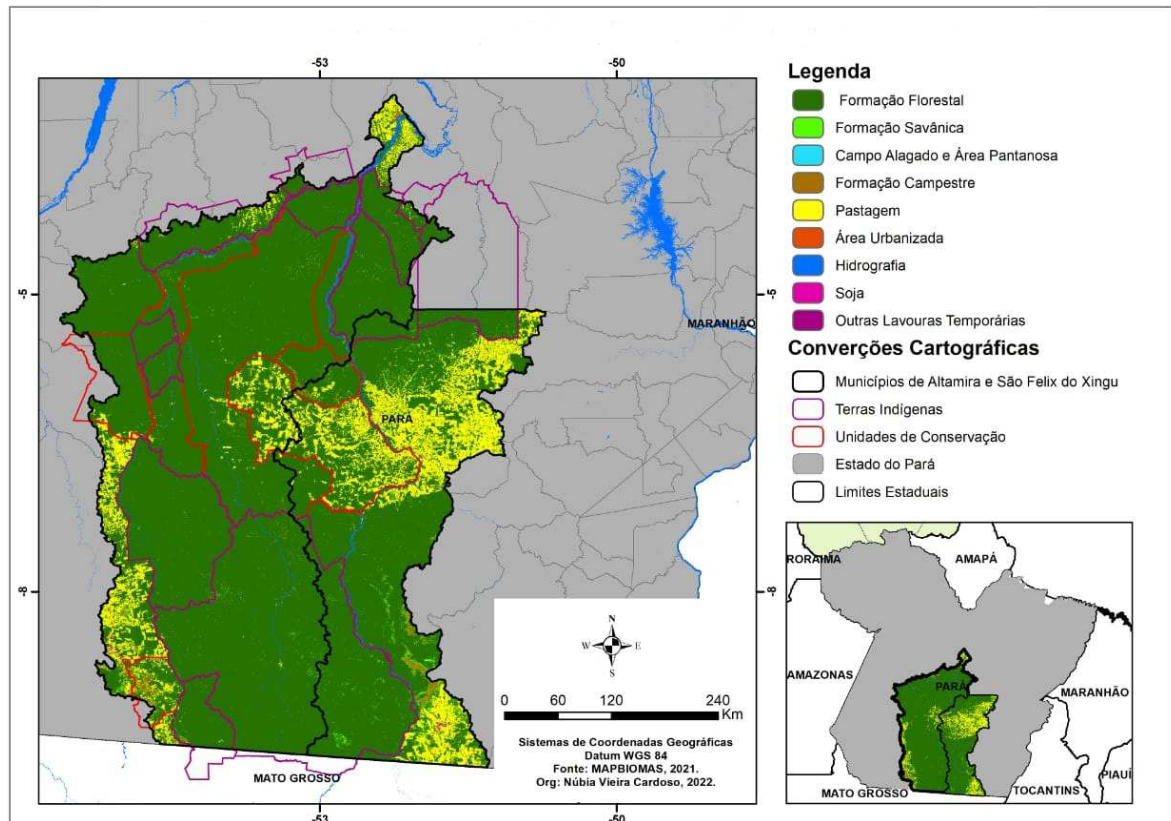 -53
-50
-5
-5
-8
-8
-53
-50
MARANHÃO
PARÁ
MATO GROSSO
N
W
E
S
0
60
120
240
Km
Sistemas de Coordenadas Geográficas
Datum WGS 84
Fonte: MAPBIOMAS, 2021.
Org: Núbia Vieira Cardoso, 2022.
Legenda
Formação Florestal
Formação Savânica
Campo Alagado e Área Pantanosa
Formação Campestre
Pastagem
Área Urbanizada
Hidrografia
Soja
Outras Lavouras Temporárias
Converções Cartográficas
Municípios de Altamira e São Felix do Xingu
Terras Indígenas
Unidades de Conservação
Estado do Pará
Limites Estaduais
RORAIMA
AMAPÁ
AMAZONAS
PARÁ
MARANHÃO
PIAUÍ
MATO GROSSO
TOCANTINS